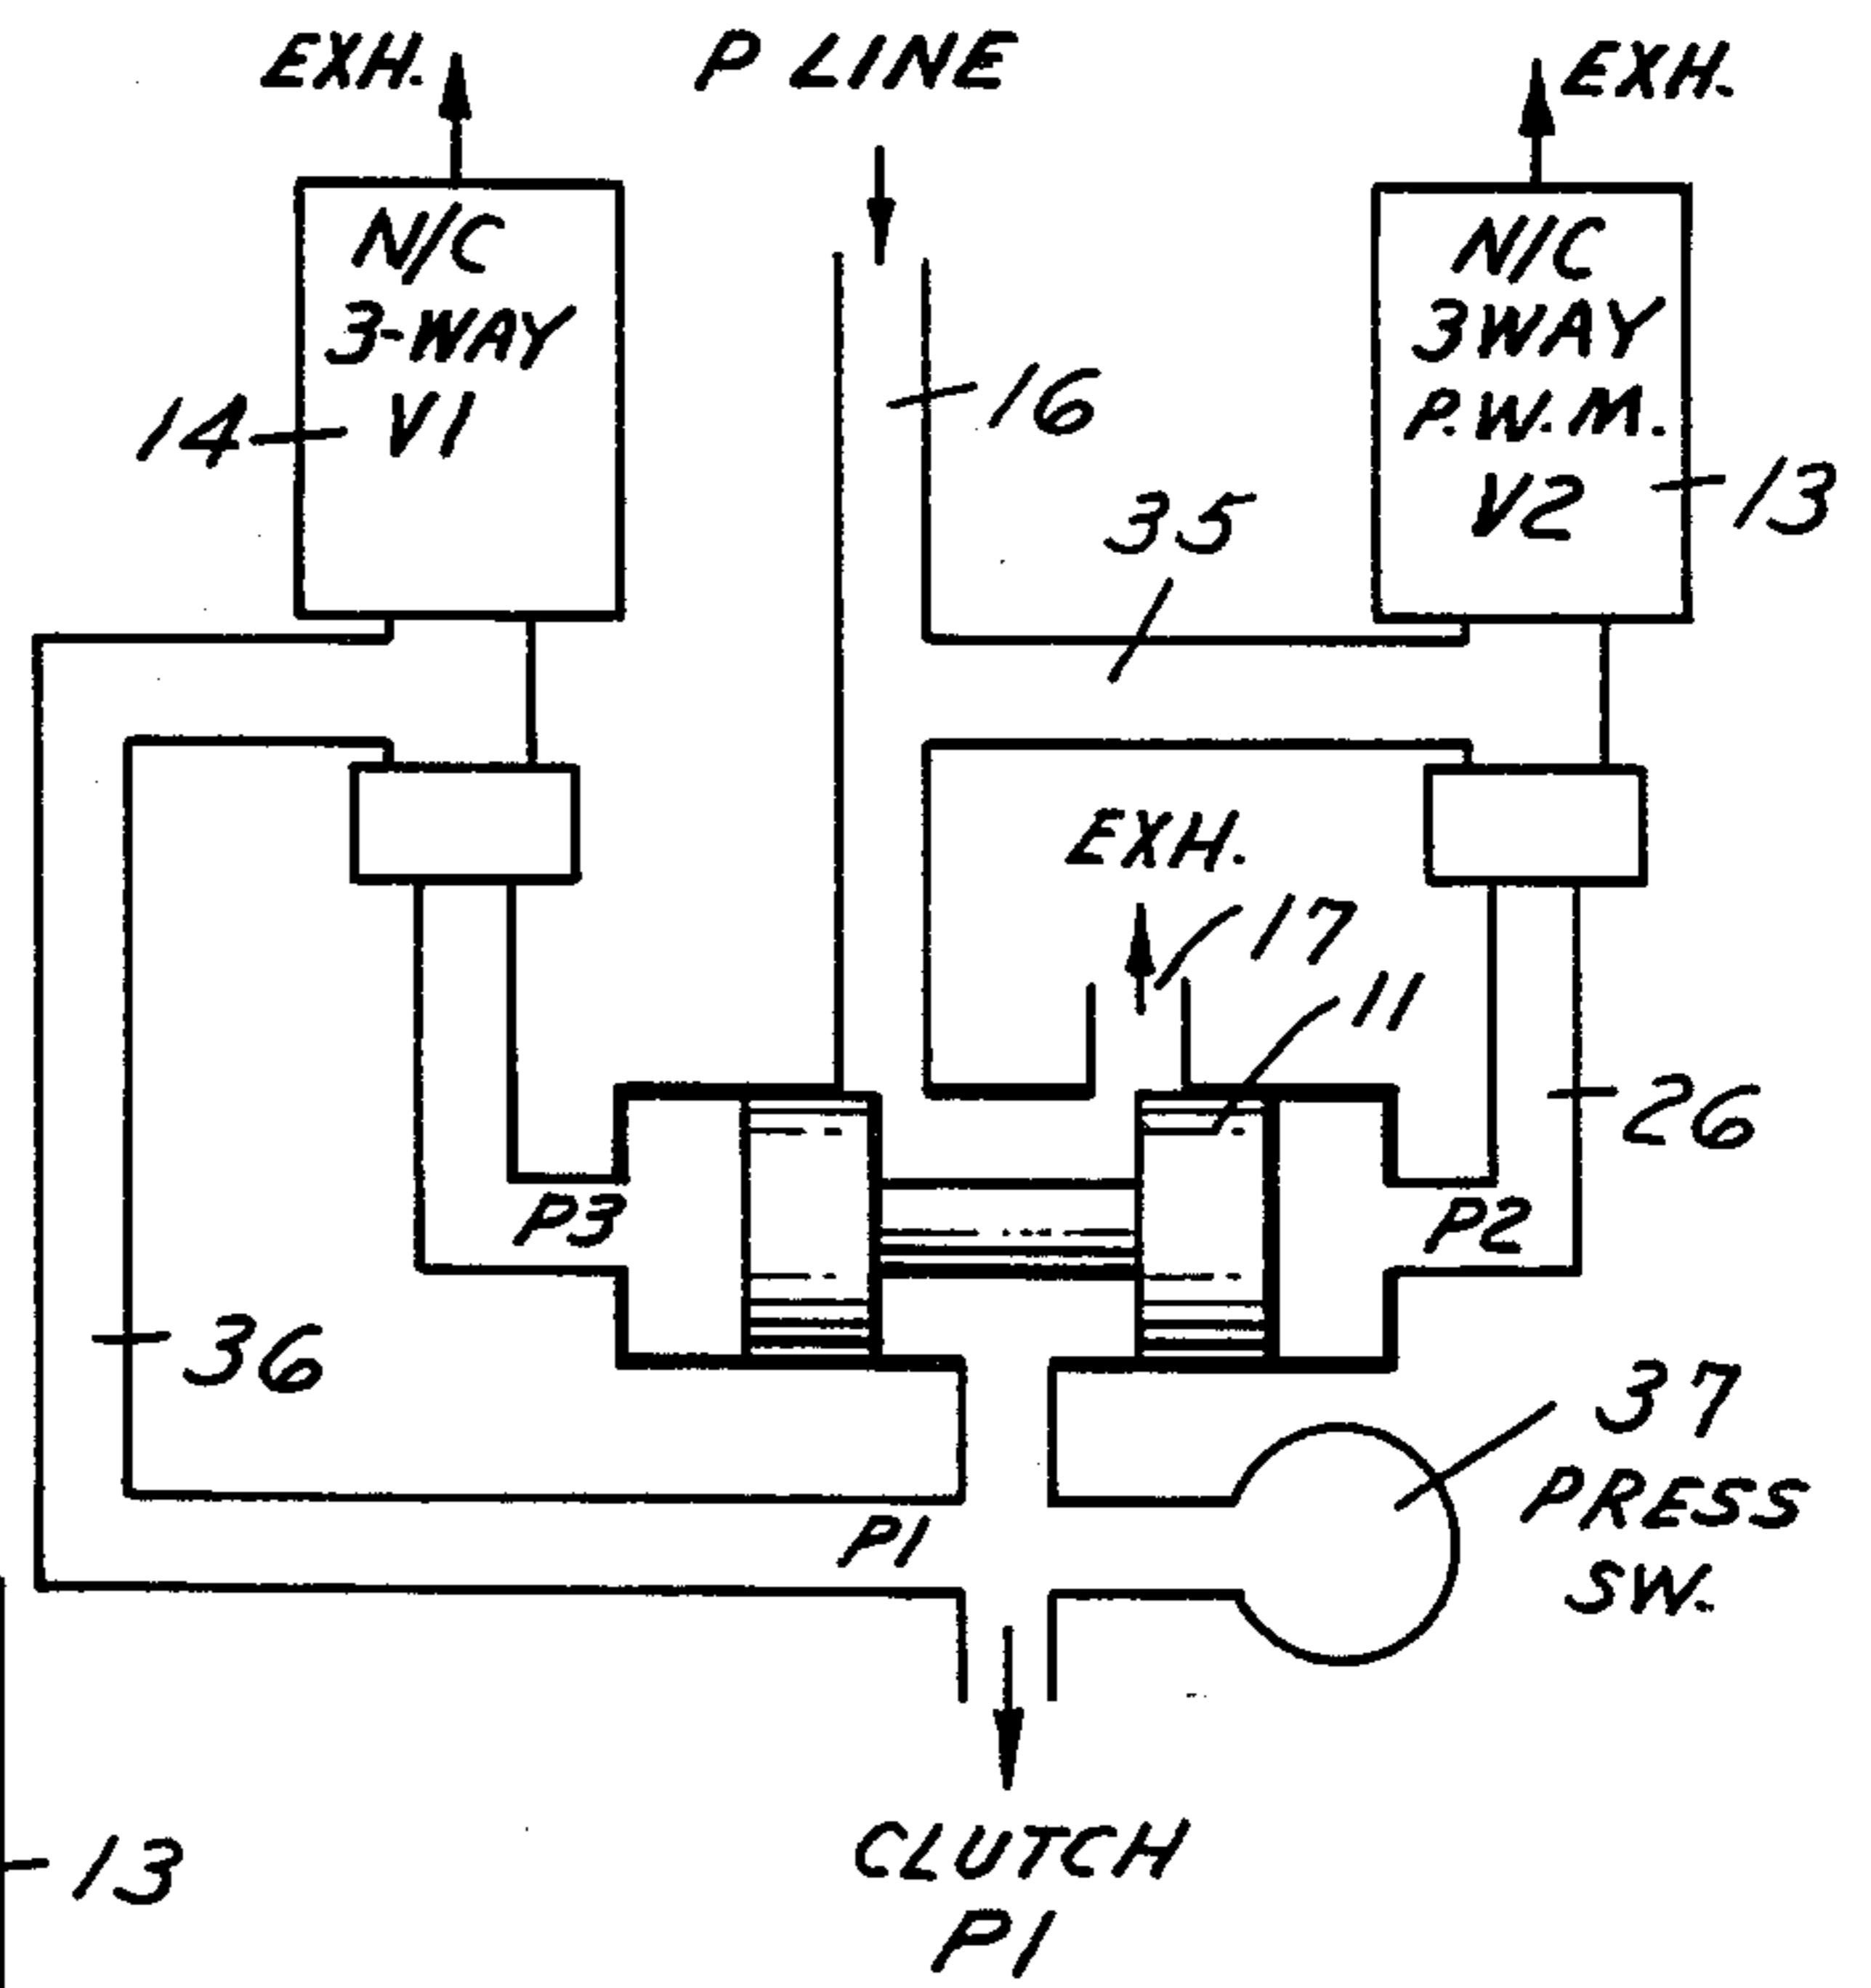 EXH.
P LINE
EXH.
N/C
3-WAY
V1
14
16
N/C
3WAY
P.W.M.
V2
13
35
EXH.
17
11
26
P3
P2
36
37
PRESS
SW.
P1
CLUTCH
P1
13